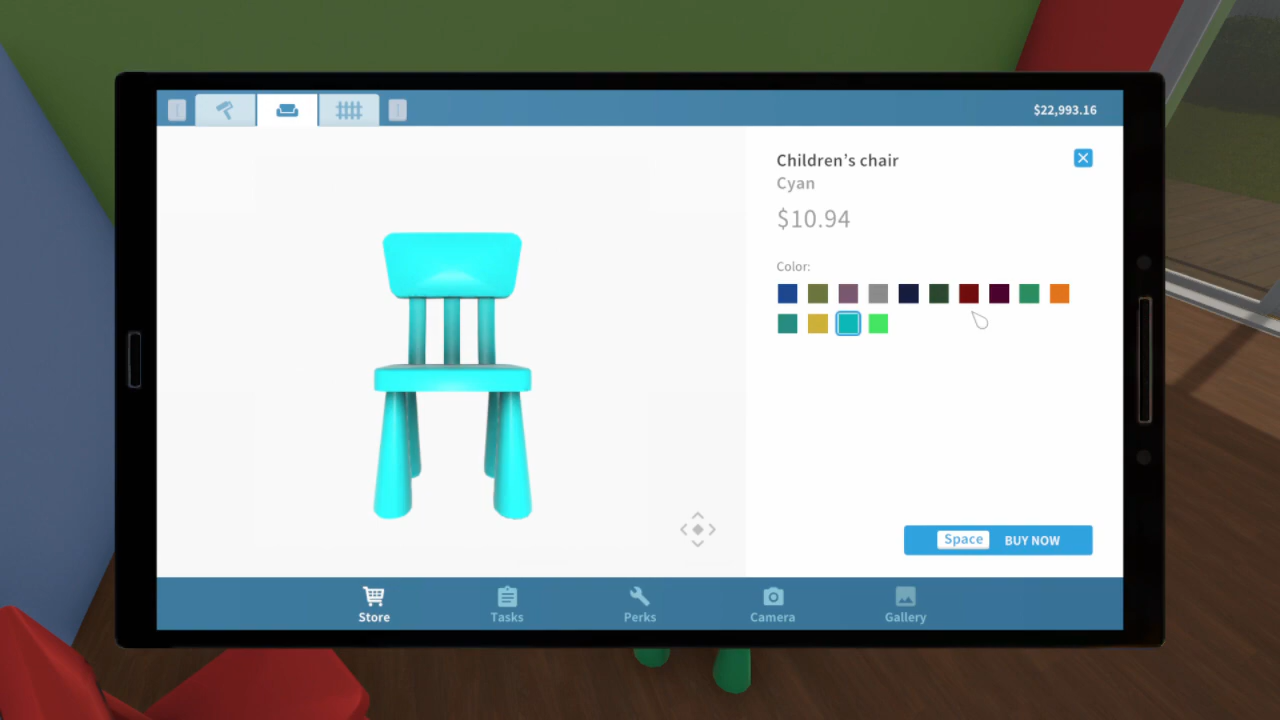 $22,993.16
Children's chair
Cyan
$10.94
Color:
Space BUY NOW
Store Tasks Perks Camera Gallery